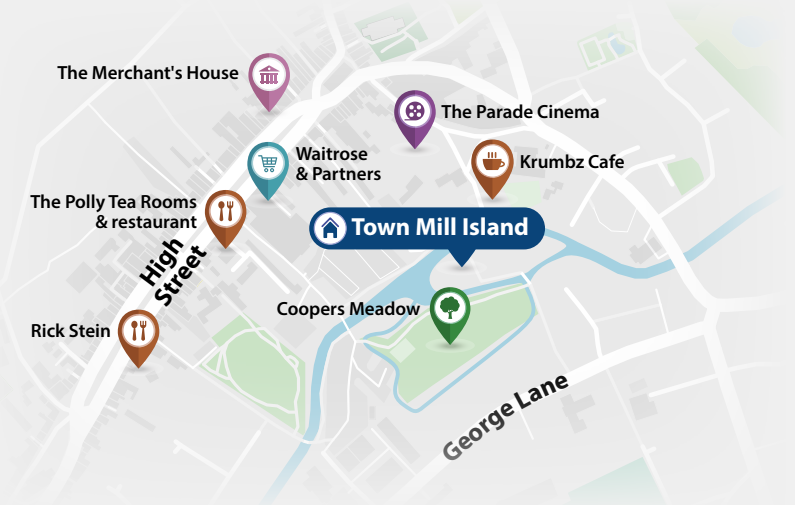 The Merchant's House
The Parade Cinema
Waitrose
& Partners
Krumbz Cafe
The Polly Tea Rooms
& restaurant
Town Mill Island
High
Street
Coopers Meadow
Rick Stein
George Lane